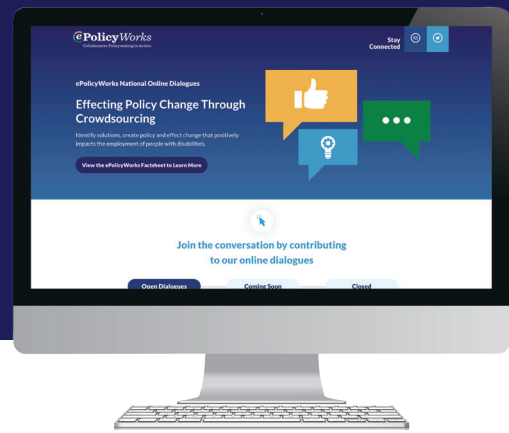 ePolicyWorks
Collaborative Policymaking in Action
Stay
Connected
ePolicyWorks National Online Dialogues
Effecting Policy Change Through
Crowdsourcing
Identify solutions, create policy and effect change that positively
impacts the employment of people with disabilities.
View the ePolicyWorks Factsheet to Learn More
Join the conversation by contributing
to our online dialogues
Open Dialogues
Coming Soon
Closed